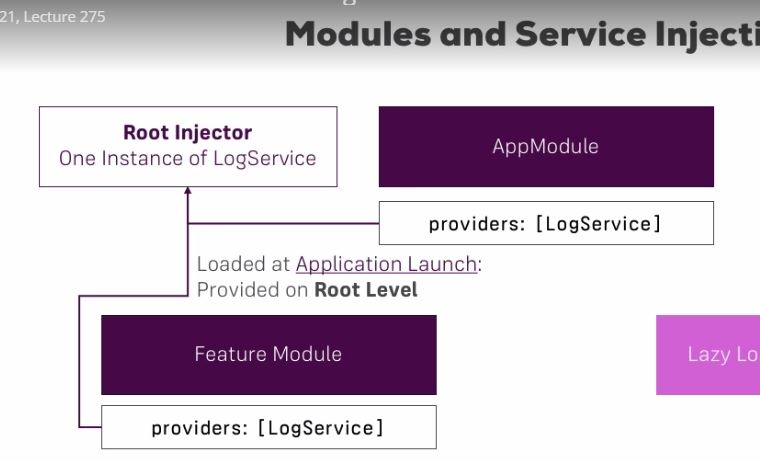 21, Lecture 275
Modules and Service Injecti
Root Injector
One Instance of LogService
AppModule
providers: [LogService]
Loaded at Application Launch:
Provided on Root Level
Feature Module
Lazy Lo
providers: [LogService]